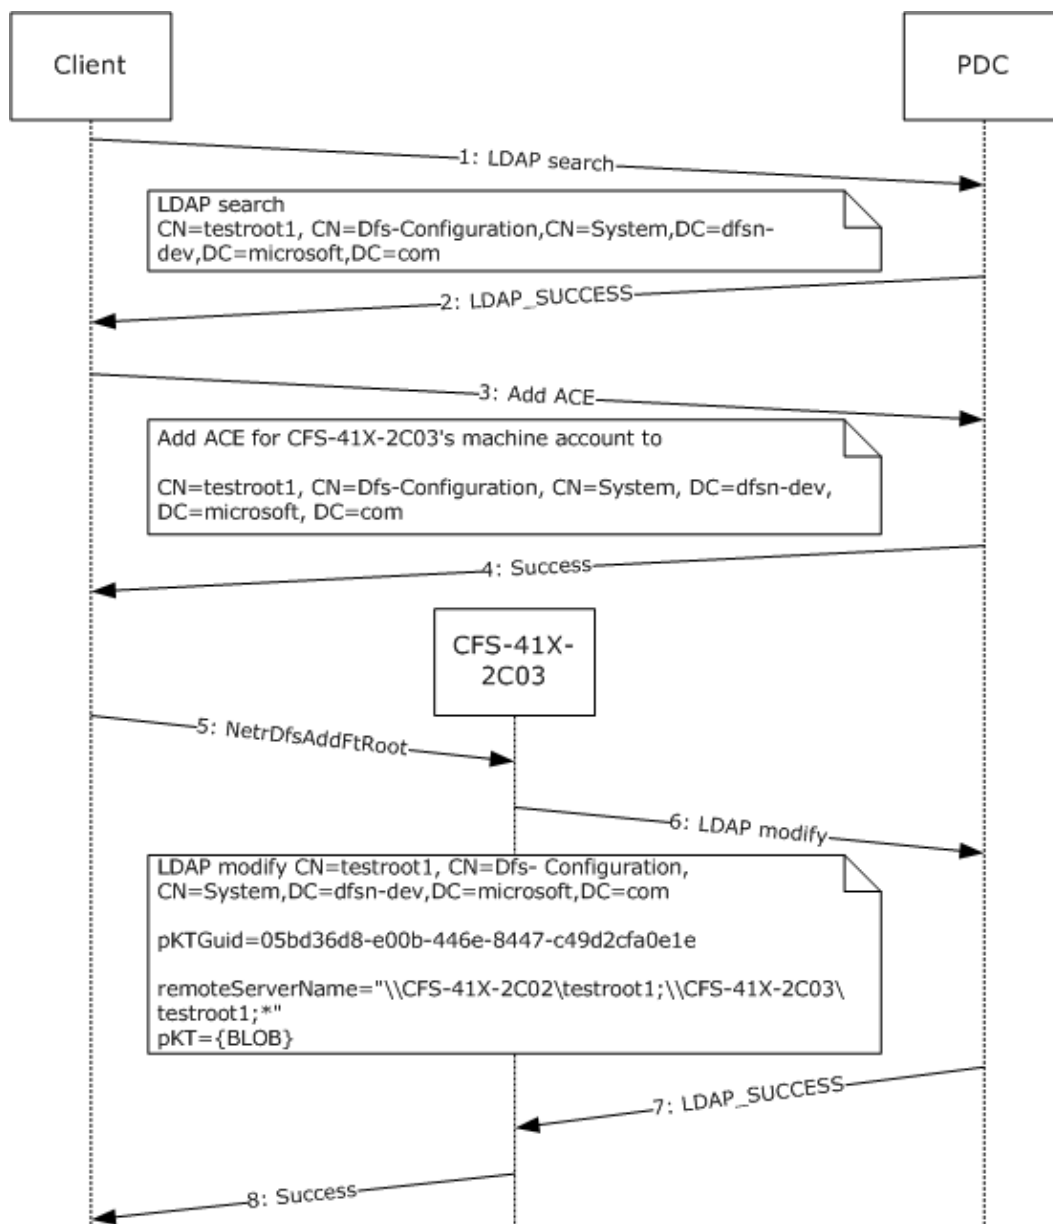 Client
PDC
1: LDAP search
LDAP search
CN=testroot1, CN=Dfs-Configuration,CN=System,DC=dfsn-
dev,DC=microsoft,DC=com
2: LDAP_SUCCESS
3: Add ACE
Add ACE for CFS-41X-2C03's machine account to
CN=testroot1, CN=Dfs-Configuration, CN=System, DC=dfsn-dev,
DC=microsoft, DC=com
4: Success
CFS-41X-
2C03
5: NetrDfsAddFtRoot
6: LDAP modify
LDAP modify CN=testroot1, CN=Dfs- Configuration,
CN=System,DC=dfsn-dev,DC=microsoft,DC=com
pKTGuid=05bd36d8-e00b-446e-8447-c49d2cfa0e1e
remoteServerName="\\CFS-41X-2C02\testroot1;\\CFS-41X-2C03\
testroot1;*"
pKT={BLOB}
7: LDAP_SUCCESS
8: Success